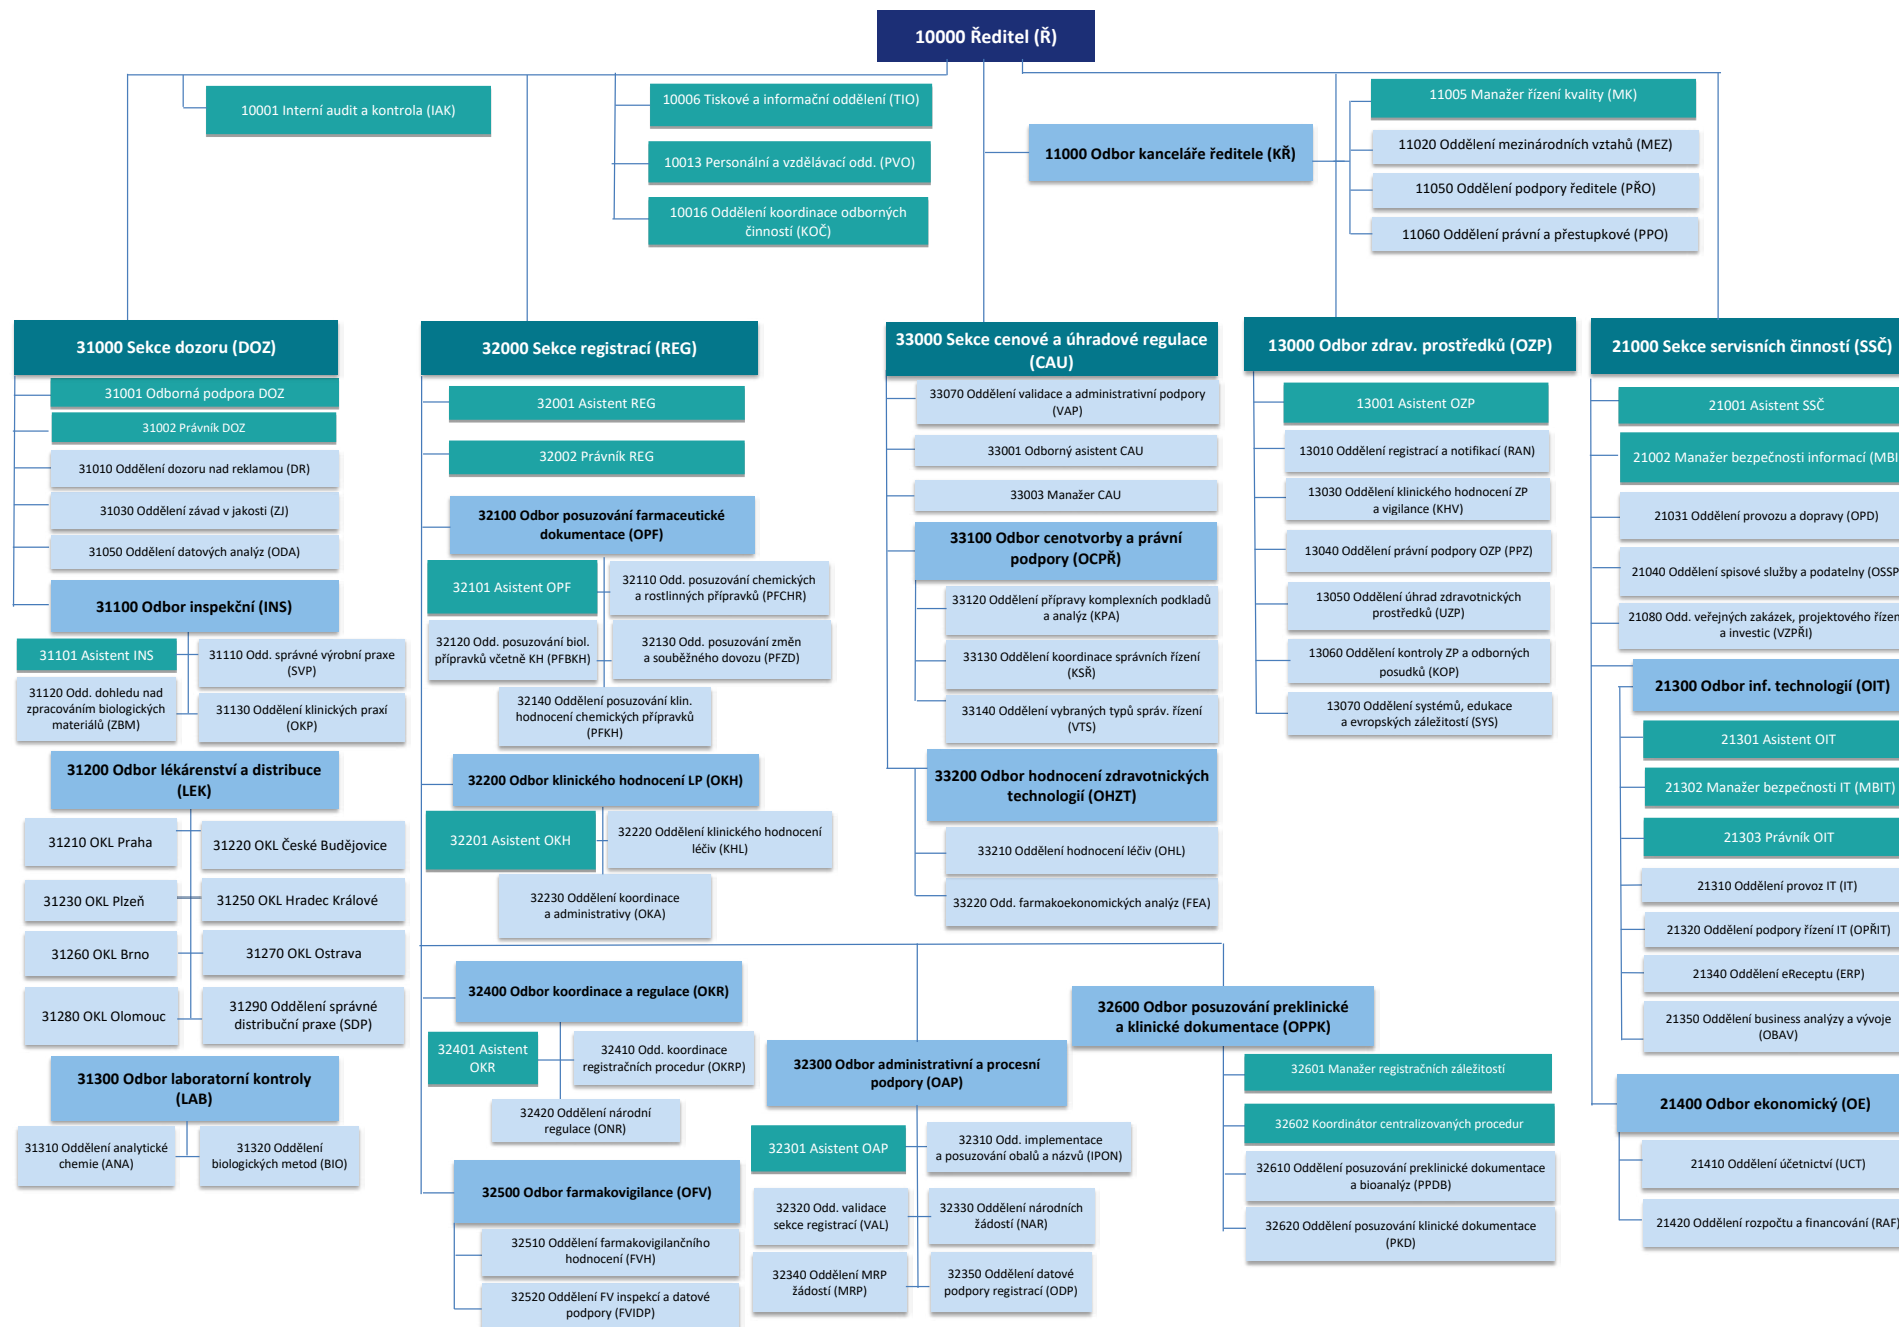 10000 Ředitel (Ř)
10001 Interní audit a kontrola (IAK)
10006 Tiskové a informační oddělení (TIO)
10013 Personální a vzdělávací odd. (PVO)
10016 Oddělení koordinace odborných
činností (KOČ)
11000 Odbor kanceláře ředitele (KŘ)
11005 Manažer řízení kvality (MK)
11020 Oddělení mezinárodních vztahů (MEZ)
11050 Oddělení podpory ředitele (PŘO)
11060 Oddělení právní a přestupkové (PPO)
31000 Sekce dozoru (DOZ)
31001 Odborná podpora DOZ
31002 Právník DOZ
31010 Oddělení dozoru nad reklamou (DR)
31030 Oddělení závad v jakosti (ZJ)
31050 Oddělení datových analýz (ODA)
31100 Odbor inspekční (INS)
31101 Asistent INS
31110 Odd. správné výrobní praxe
(SVP)
31120 Odd. dohledu nad
zpracováním biologických
materiálů (ZBM)
31130 Oddělení klinických praxí
(OKP)
31200 Odbor lékárenství a distribuce
(LEK)
31210 OKL Praha
31220 OKL České Budějovice
31230 OKL Plzeň
31250 OKL Hradec Králové
31260 OKL Brno
31270 OKL Ostrava
31280 OKL Olomouc
31290 Oddělení správné
distribuční praxe (SDP)
31300 Odbor laboratorní kontroly
(LAB)
31310 Oddělení analytické
chemie (ANA)
31320 Oddělení
biologických metod (BIO)
32000 Sekce registrací (REG)
32001 Asistent REG
32002 Právník REG
32100 Odbor posuzování farmaceutické
dokumentace (OPF)
32101 Asistent OPF
32110 Odd. posuzování chemických
a rostlinných přípravků (PFCHR)
32120 Odd. posuzování biol.
přípravků včetně KH (PFBKH)
32130 Odd. posuzování změn
a souběžného dovozu (PFZD)
32140 Oddělení posuzování klin.
hodnocení chemických přípravků
(PFKH)
32200 Odbor klinického hodnocení LP (OKH)
32201 Asistent OKH
32220 Oddělení klinického hodnocení
léčiv (KHL)
32230 Oddělení koordinace
a administrativy (OKA)
32400 Odbor koordinace a regulace (OKR)
32401 Asistent
OKR
32410 Odd. koordinace
registračních procedur (OKRP)
32420 Oddělení národní
regulace (ONR)
32500 Odbor farmakovigilance (OFV)
32510 Oddělení farmakovigilančního
hodnocení (FVH)
32520 Oddělení FV inspekcí a datové
podpory (FVIDP)
32300 Odbor administrativní a procesní
podpory (OAP)
32301 Asistent OAP
32310 Odd. implementace
a posuzování obalů a názvů (IPON)
32320 Odd. validace
sekce registrací (VAL)
32330 Oddělení národních
žádostí (NAR)
32340 Oddělení MRP
žádostí (MRP)
32350 Oddělení datové
podpory registrací (ODP)
32600 Odbor posuzování preklinické
a klinické dokumentace (OPPK)
32601 Manažer registračních záležitostí
32602 Koordinátor centralizovaných procedur
32610 Oddělení posuzování preklinické dokumentace
a bioanalýz (PPDB)
32620 Oddělení posuzování klinické dokumentace
(PKD)
33000 Sekce cenové a úhradové regulace
(CAU)
33070 Oddělení validace a administrativní podpory
(VAP)
33001 Odborný asistent CAU
33003 Manažer CAU
33100 Odbor cenotvorby a právní
podpory (OCPŘ)
33120 Oddělení přípravy komplexních podkladů
a analýz (KPA)
33130 Oddělení koordinace správních řízení
(KSŘ)
33140 Oddělení vybraných typů správ. řízení
(VTS)
33200 Odbor hodnocení zdravotnických
technologií (OHZT)
33210 Oddělení hodnocení léčiv (OHL)
33220 Odd. farmakoekonomických analýz (FEA)
13000 Odbor zdrav. prostředků (OZP)
13001 Asistent OZP
13010 Oddělení registrací a notifikací (RAN)
13030 Oddělení klinického hodnocení ZP
a vigilance (KHV)
13040 Oddělení právní podpory OZP (PPZ)
13050 Oddělení úhrad zdravotnických
prostředků (UZP)
13060 Oddělení kontroly ZP a odborných
posudků (KOP)
13070 Oddělení systémů, edukace
a evropských záležitostí (SYS)
21000 Sekce servisních činností (SSČ)
21001 Asistent SSČ
21002 Manažer bezpečnosti informací (MBI
21031 Oddělení provozu a dopravy (OPD)
21040 Oddělení spisové služby a podatelny (OSSP
21080 Odd. veřejných zakázek, projektového řízen
a investic (VZPŘI)
21300 Odbor inf. technologií (OIT)
21301 Asistent OIT
21302 Manažer bezpečnosti IT (MBIT)
21303 Právník OIT
21310 Oddělení provoz IT (IT)
21320 Oddělení podpory řízení IT (OPŘIT)
21340 Oddělení eReceptu (ERP)
21350 Oddělení business analýzy a vývoje
(OBAV)
21400 Odbor ekonomický (OE)
21410 Oddělení účetnictví (UCT)
21420 Oddělení rozpočtu a financování (RAF)